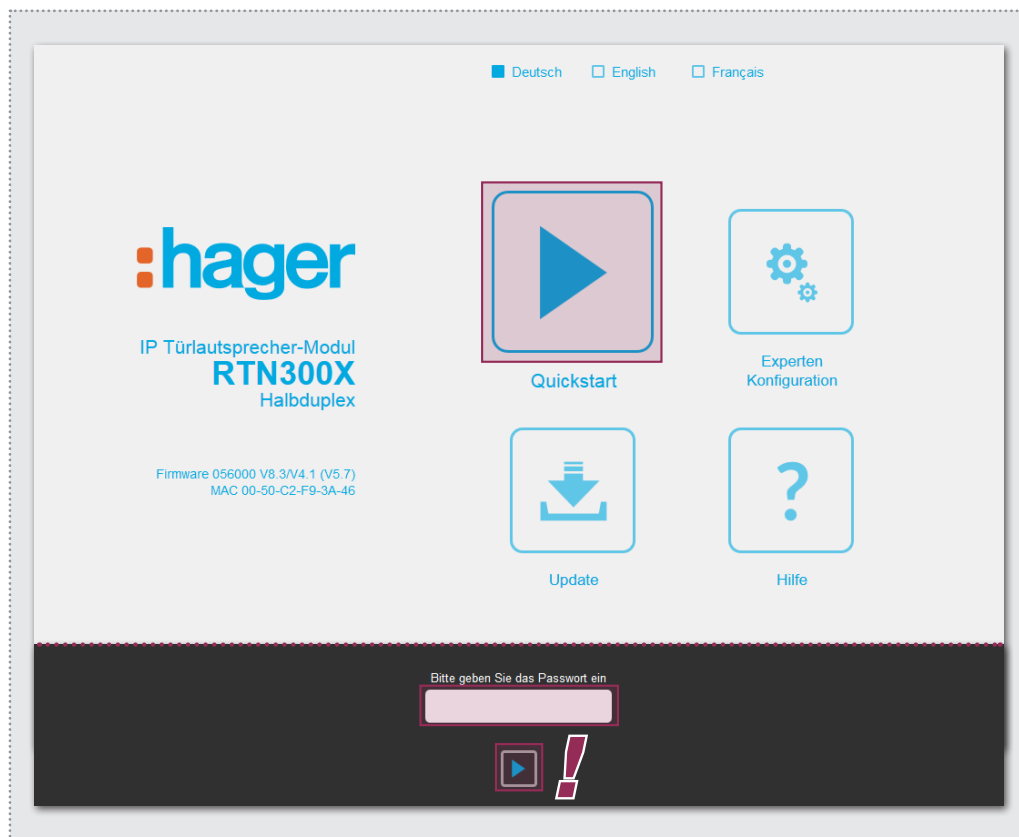 Deutsch English Français
:hager
IP Türlautsprecher-Modul
RTN300X
Halbduplex
Firmware 056000 V8.3/V4.1 (V5.7)
MAC 00-50-C2-F9-3A-46
Quickstart
Experten
Konfiguration
Update
?
Hilfe
Bitte geben Sie das Passwort ein
!